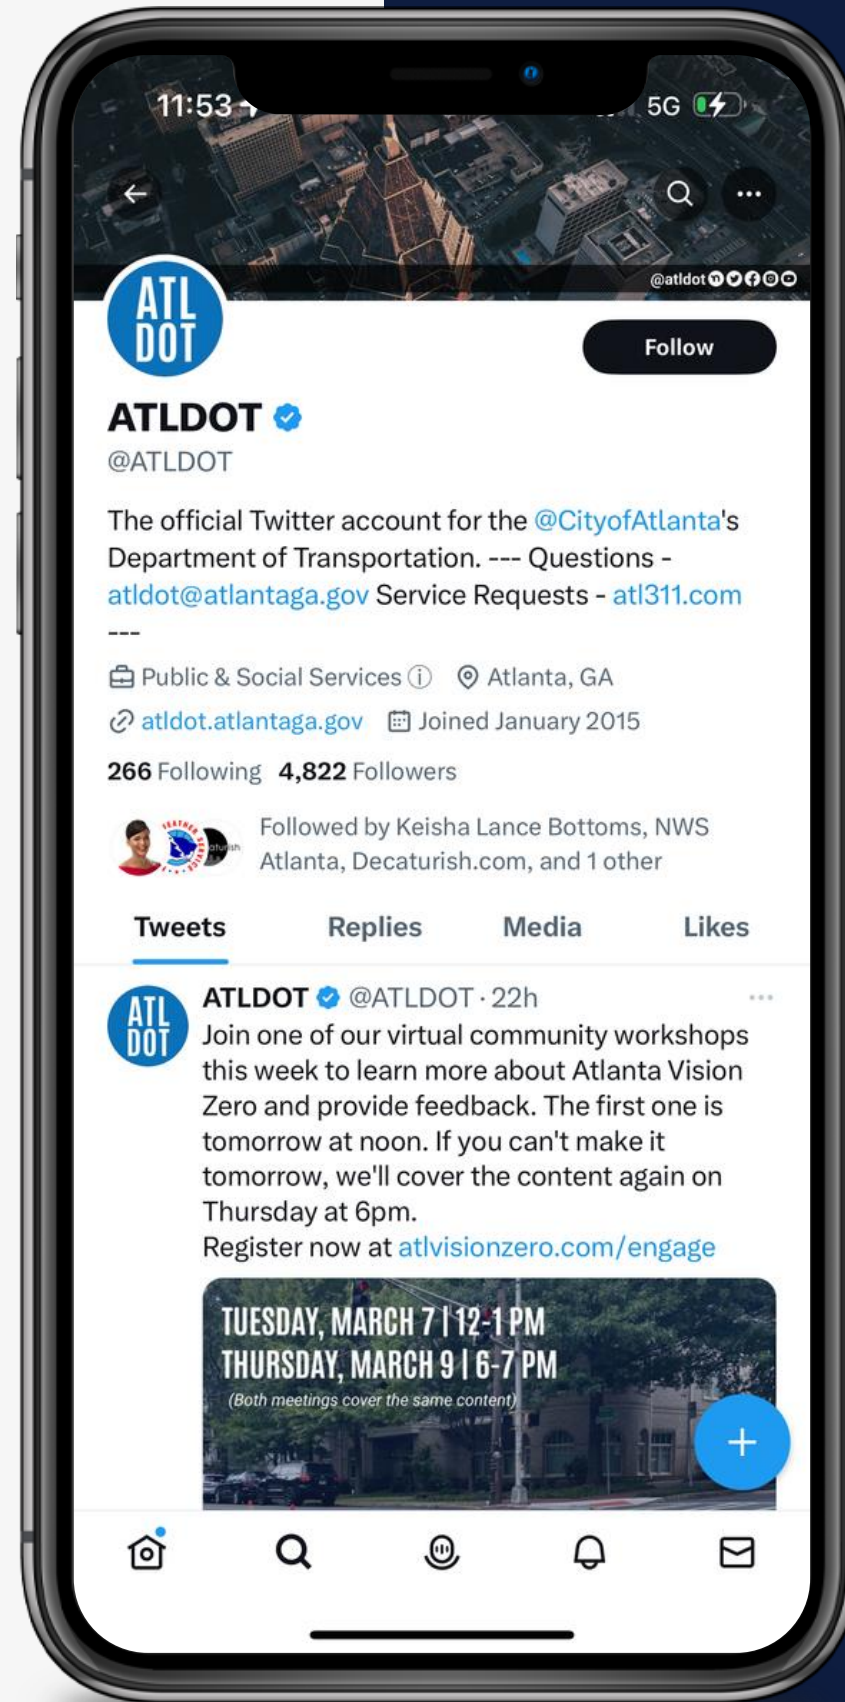 11:53
5G
@atldot
ATL
DOT
Follow
ATLDOT
@ATLDOT
The official Twitter account for the @CityofAtlanta's
Department of Transportation. --- Questions -
atldot@atlantaga.gov Service Requests - atl311.com
---
Public & Social Services Atlanta, GA
atldot.atlantaga.gov Joined January 2015
266 Following 4,822 Followers
Followed by Keisha Lance Bottoms, NWS
Atlanta, Decaturish.com, and 1 other
Tweets Replies Media Likes
ATL
DOT
ATLDOT @ATLDOT · 22h
Join one of our virtual community workshops
this week to learn more about Atlanta Vision
Zero and provide feedback. The first one is
tomorrow at noon. If you can't make it
tomorrow, we'll cover the content again on
Thursday at 6pm.
Register now at atlvisionzero.com/engage
TUESDAY, MARCH 7 | 12-1 PM
THURSDAY, MARCH 9 | 6-7 PM
(Both meetings cover the same content)